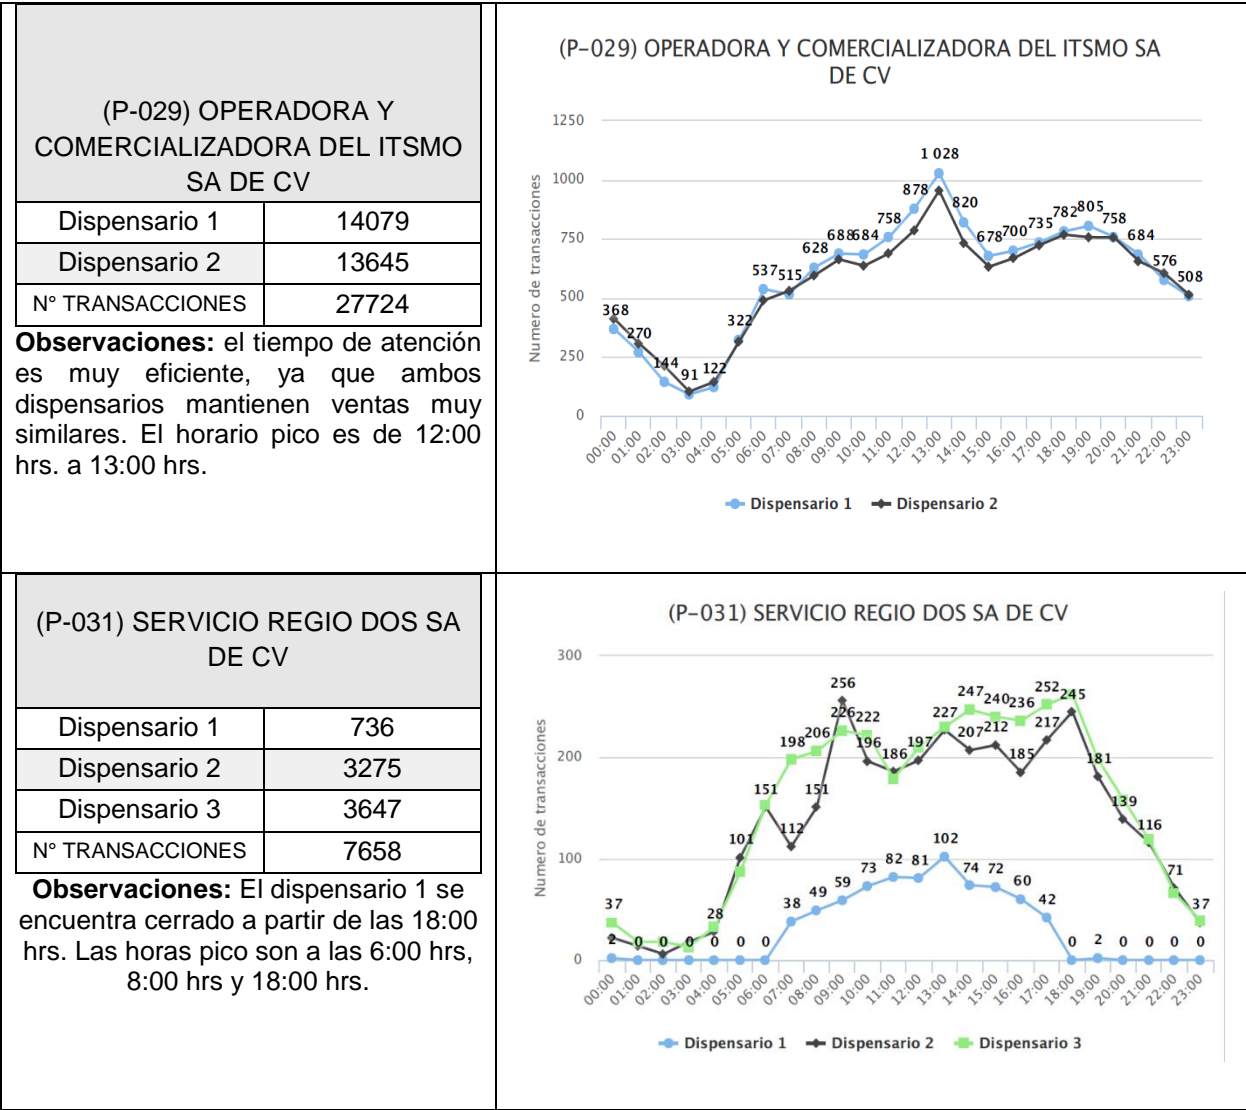 (P-029) OPERADORA Y
COMERCIALIZADORA DEL ITSMO
SA DE CV
Dispensario 1 14079
Dispensario 2 13645
N° TRANSACCIONES 27724
Observaciones: el tiempo de atención
es muy eficiente, ya que ambos
dispensarios mantienen ventas muy
similares. El horario pico es de 12:00
hrs. a 13:00 hrs.
(P-029) OPERADORA Y COMERCIALIZADORA DEL ITSMO SA
DE CV
Numero de transacciones
1250
1000
750
500
250
0
368 270 144 91 122 322 537 515 628 688 684 758 878 1 028 820 678 700 735 782 805 758 684 576 508
00:00 01:00 02:00 03:00 04:00 05:00 06:00 07:00 08:00 09:00 10:00 11:00 12:00 13:00 14:00 15:00 16:00 17:00 18:00 19:00 20:00 21:00 22:00 23:00
Dispensario 1 Dispensario 2
(P-031) SERVICIO REGIO DOS SA
DE CV
Dispensario 1 736
Dispensario 2 3275
Dispensario 3 3647
N° TRANSACCIONES 7658
Observaciones: El dispensario 1 se
encuentra cerrado a partir de las 18:00
hrs. Las horas pico son a las 6:00 hrs,
8:00 hrs y 18:00 hrs.
(P-031) SERVICIO REGIO DOS SA DE CV
Numero de transacciones
300
200
100
0
37 28 101 151 198 206 226 222 227 247 240 236 252 245
112 151 256 196 186 197 207 212 185 217 181 139 116 71 37
2 0 0 0 0 0 0 38 49 59 73 82 81 102 74 72 60 42 0 2 0 0 0 0
00:00 01:00 02:00 03:00 04:00 05:00 06:00 07:00 08:00 09:00 10:00 11:00 12:00 13:00 14:00 15:00 16:00 17:00 18:00 19:00 20:00 21:00 22:00 23:00
Dispensario 1 Dispensario 2 Dispensario 3